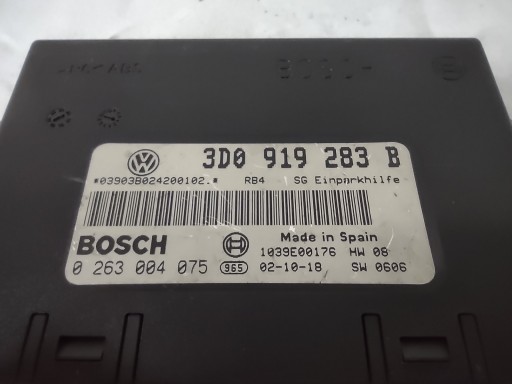 BOSCH
3D0 919 283 B
*03903B024200102.* RB4 SG Einparkhilfe
BOSCH Made in Spain
1039E00176 HW 08
0 263 004 075 965 02-10-18 SW 0606